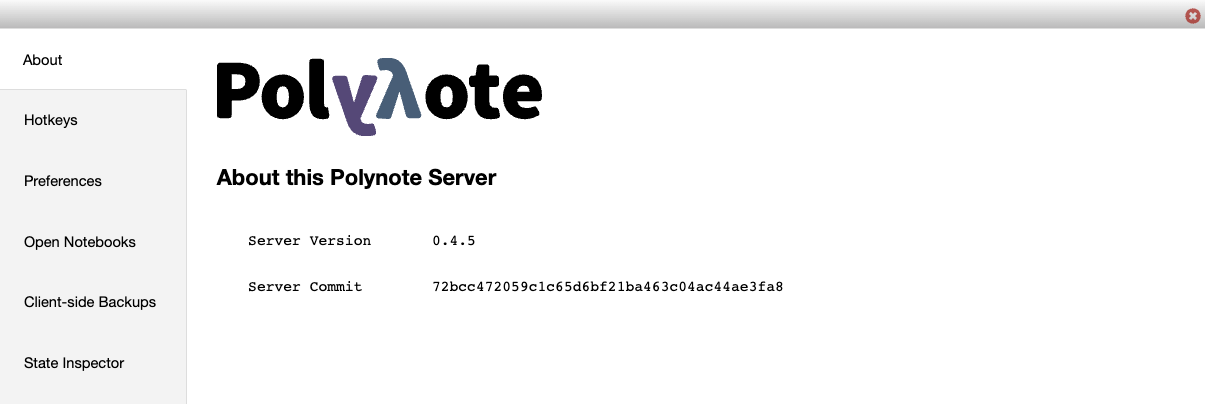 About
Hotkeys
Preferences
Open Notebooks
Client-side Backups
State Inspector
Polyλote
About this Polynote Server
Server Version 0.4.5
Server Commit 72bcc472059c1c65d6bf21ba463c04ac44ae3fa8